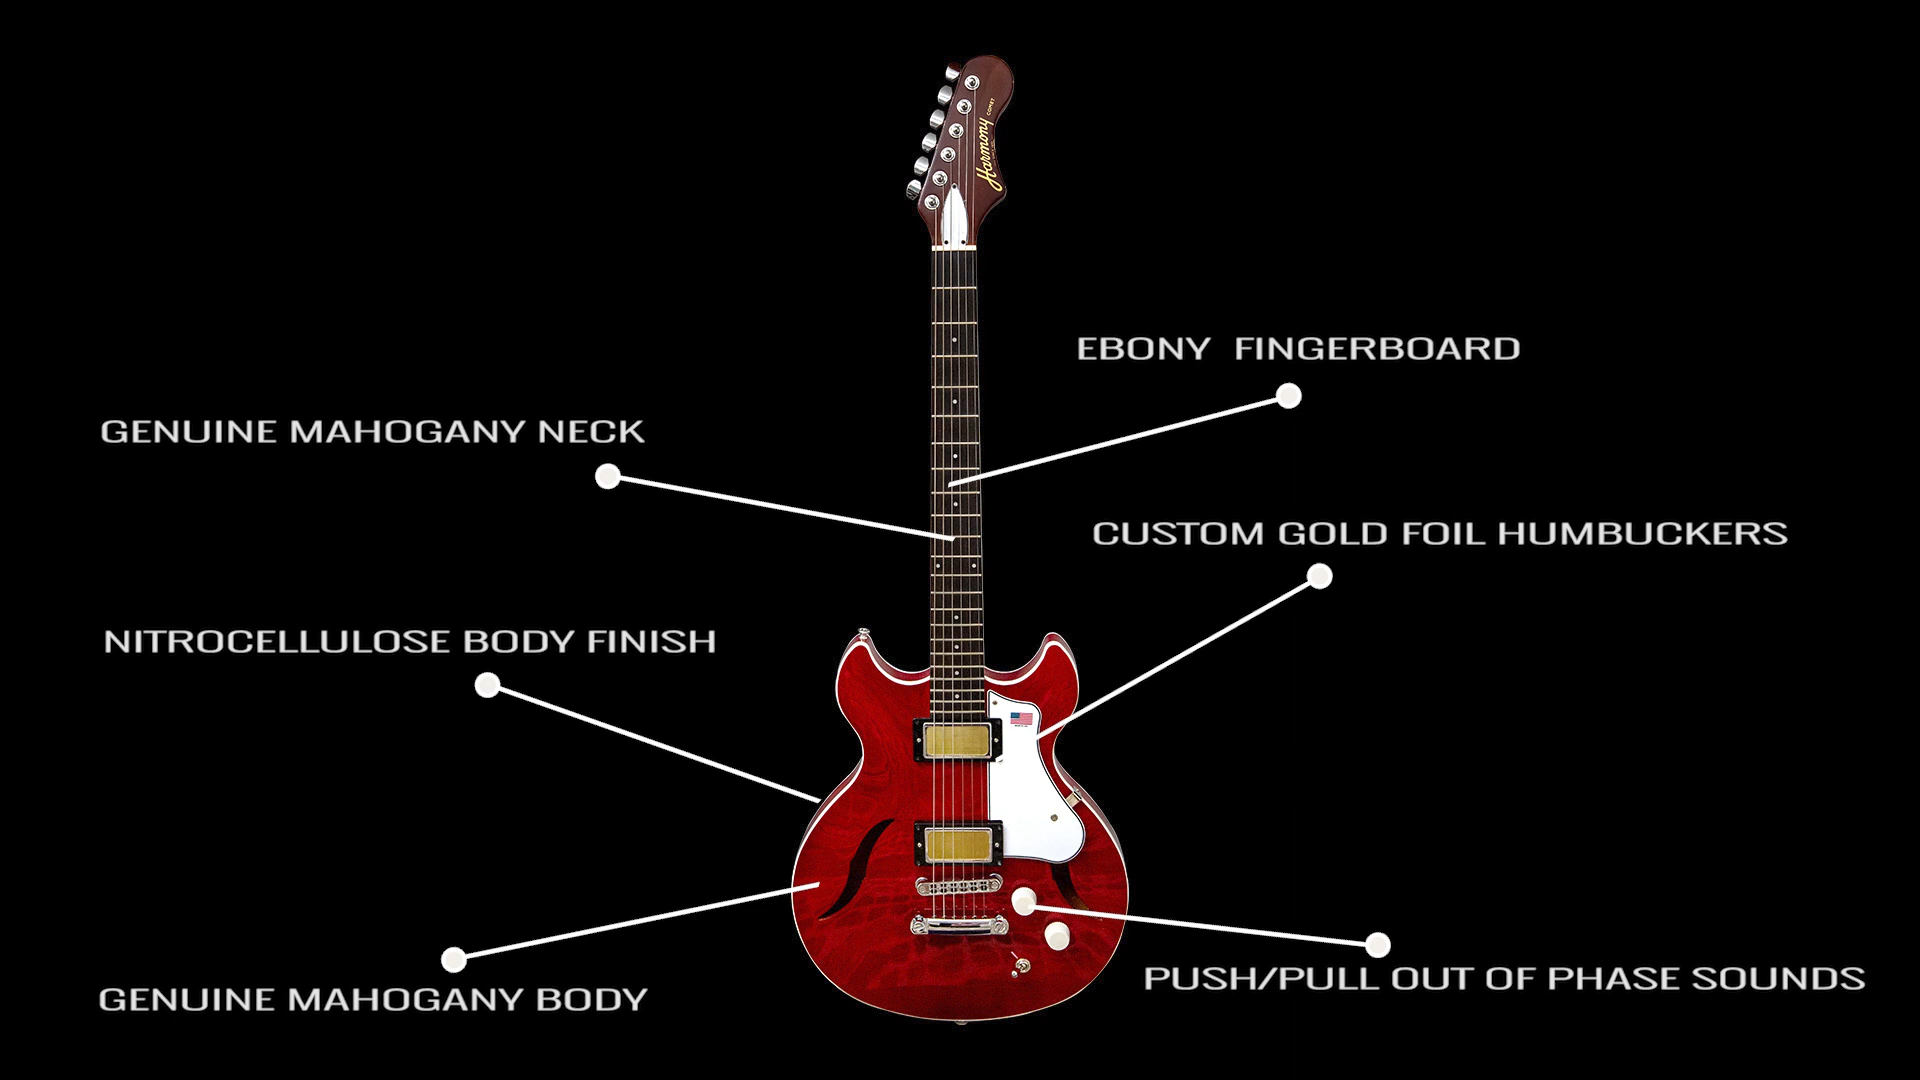 Harmony
COMET
EBONY  FINGERBOARD
GENUINE MAHOGANY NECK
CUSTOM GOLD FOIL HUMBUCKERS
NITROCELLULOSE BODY FINISH
PUSH/PULL OUT OF PHASE SOUNDS
GENUINE MAHOGANY BODY